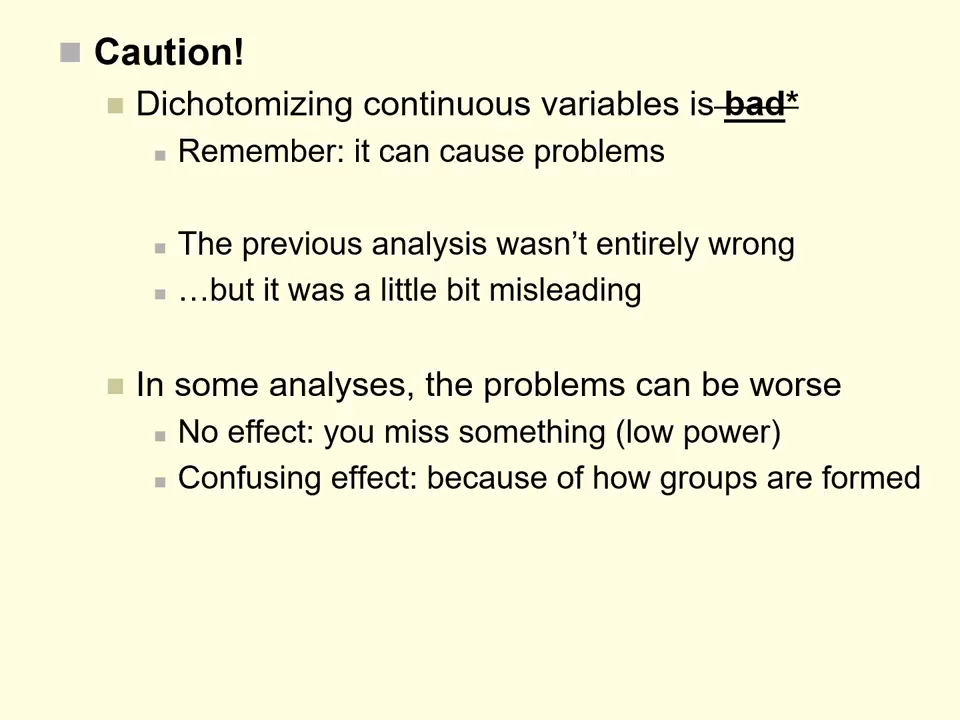 Caution!
Dichotomizing continuous variables is bad*
Remember: it can cause problems
The previous analysis wasn’t entirely wrong
…but it was a little bit misleading
In some analyses, the problems can be worse
No effect: you miss something (low power)
Confusing effect: because of how groups are formed